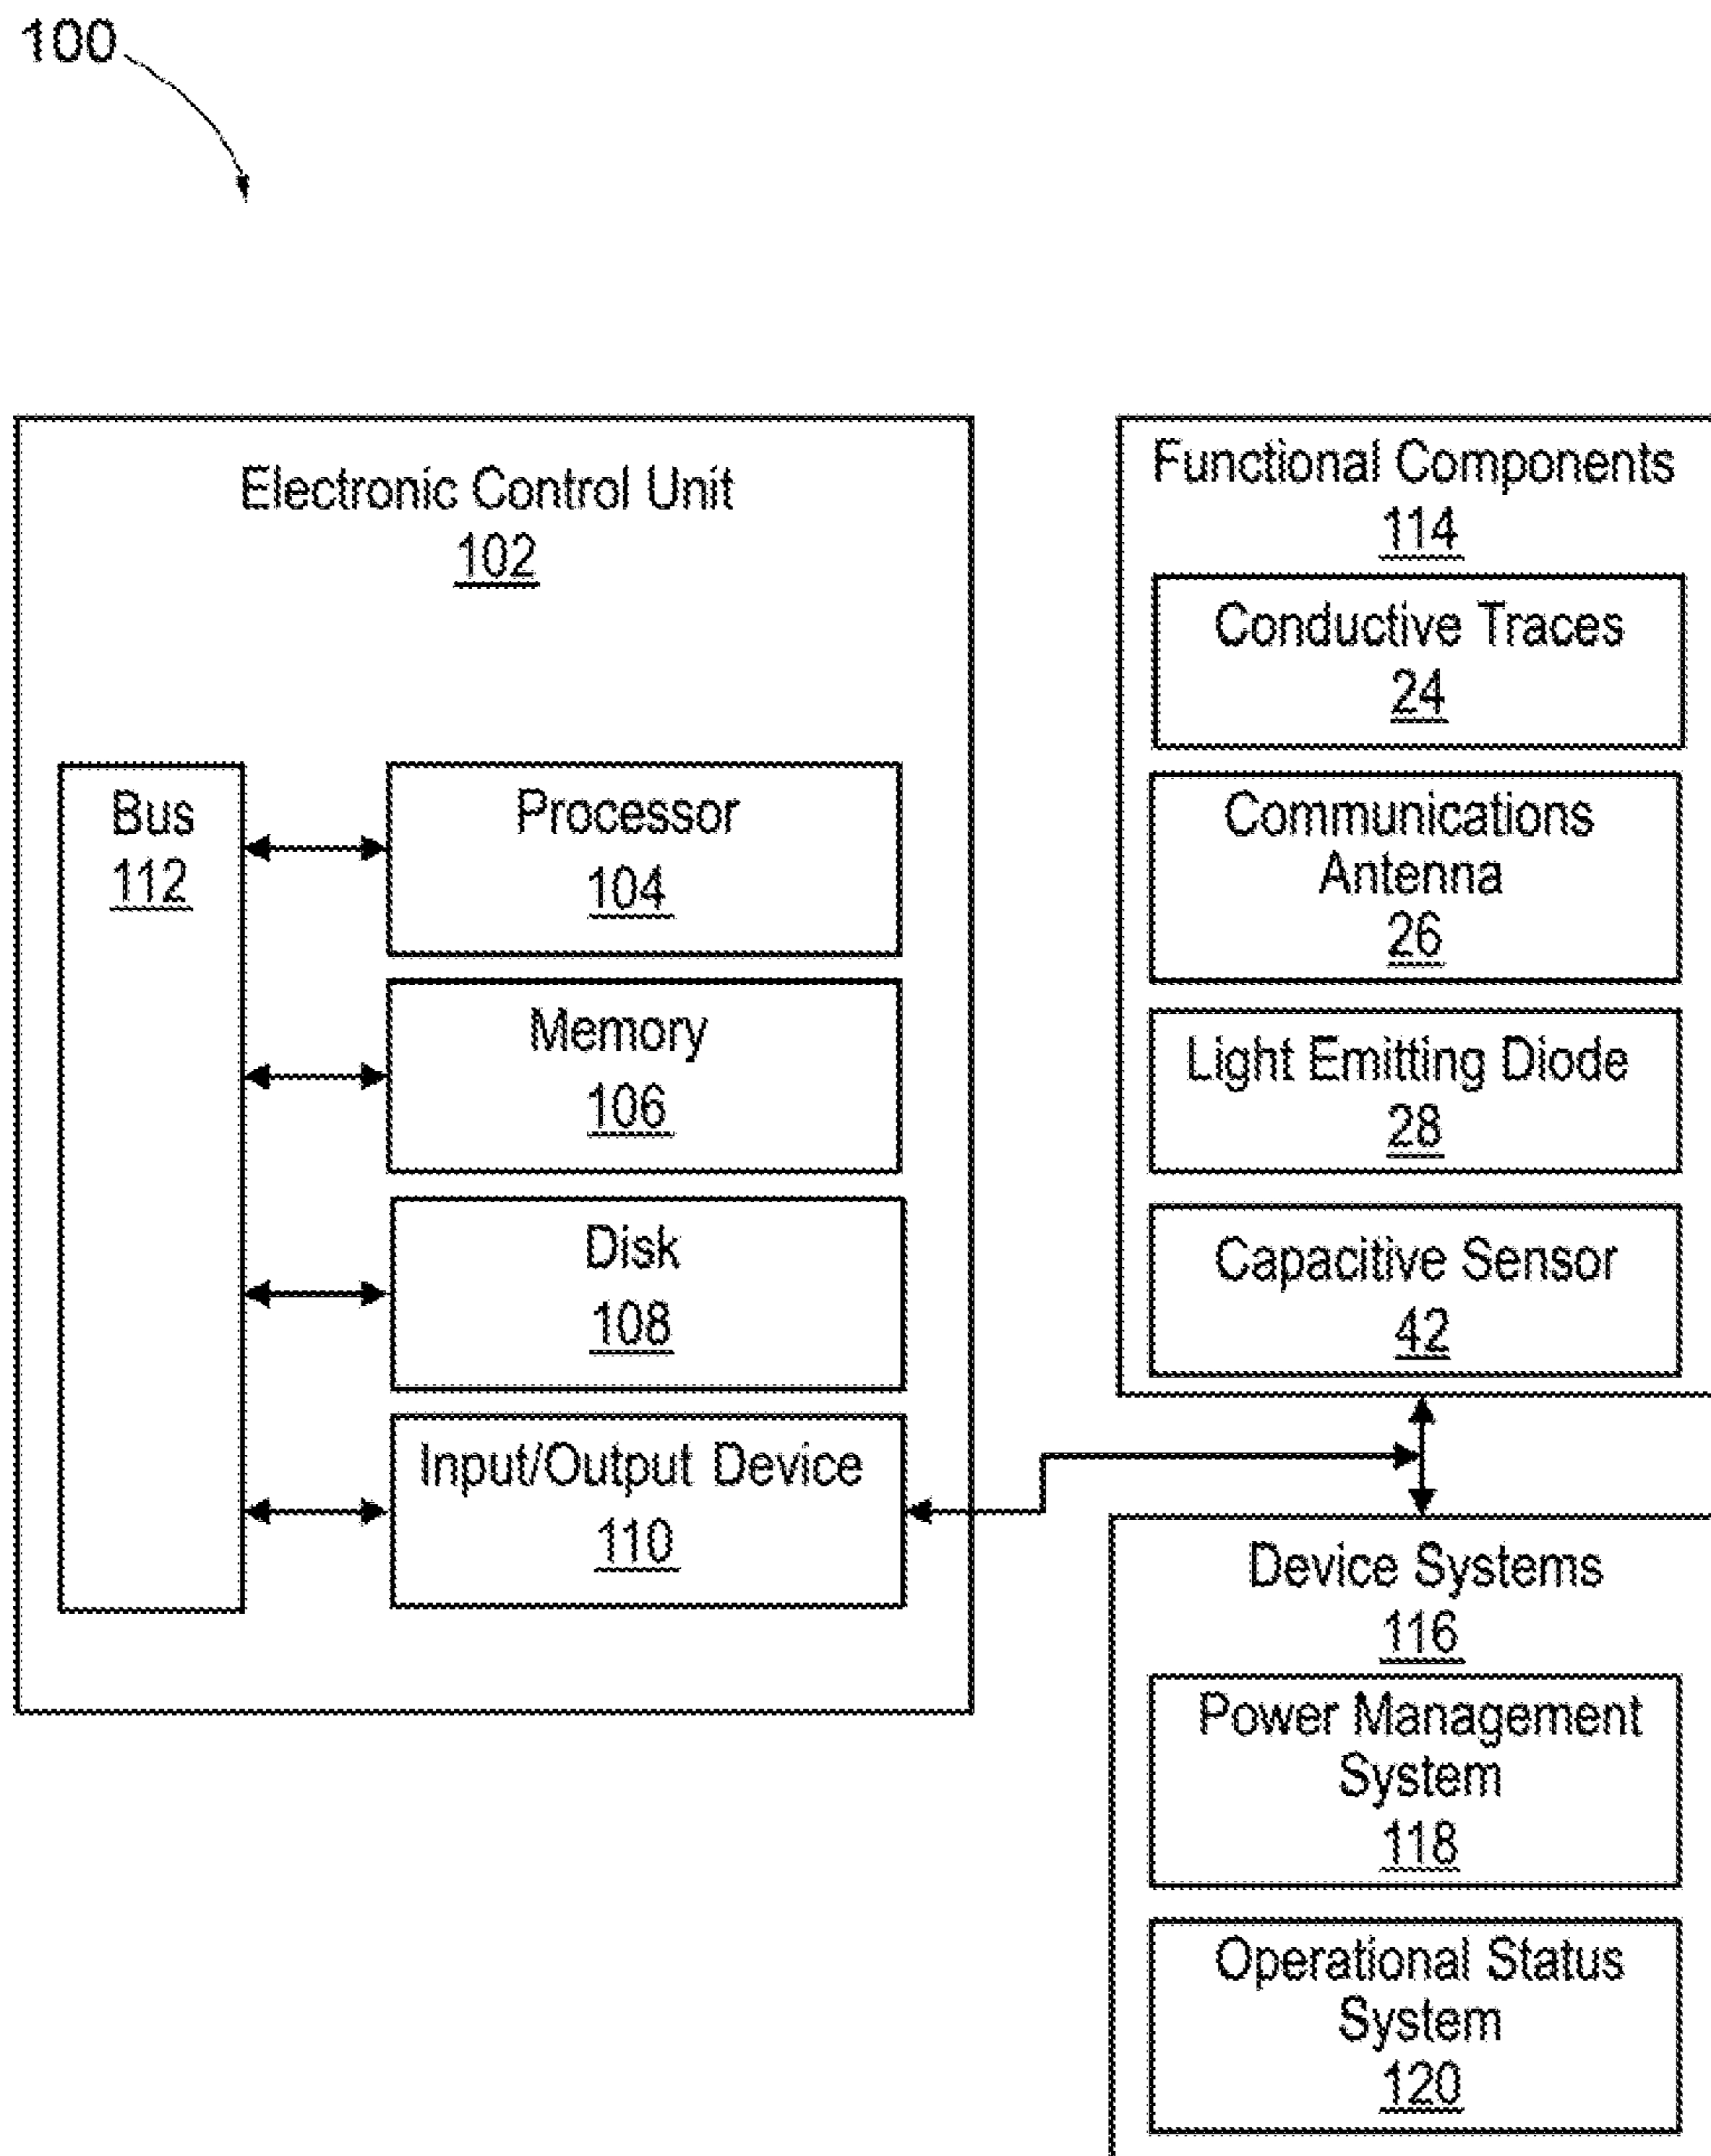 100
Electronic Control Unit
102
Bus
112
Processor
104
Memory
106
Disk
108
Input/Output Device
110
Functional Components
114
Conductive Traces
24
Communications
Antenna
26
Light Emitting Diode
28
Capacitive Sensor
42
Device Systems
116
Power Management
System
118
Operational Status
System
120